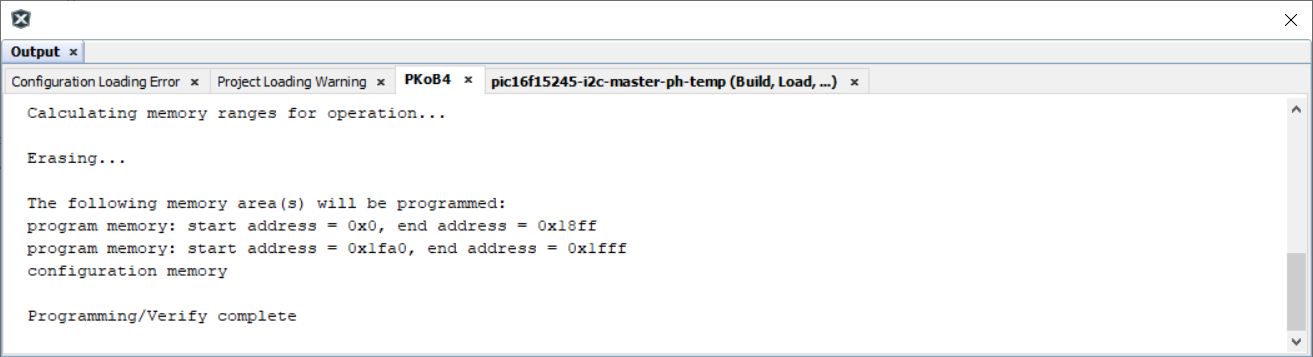 Output
Configuration Loading Error
Project Loading Warning
PKoB4
pic16f15245-i2c-master-ph-temp (Build, Load, ...)
Calculating memory ranges for operation...
Erasing...
The following memory area(s) will be programmed:
program memory: start address = 0x0, end address = 0x18ff
program memory: start address = 0x1fa0, end address = 0x1fff
configuration memory
Programming/Verify complete